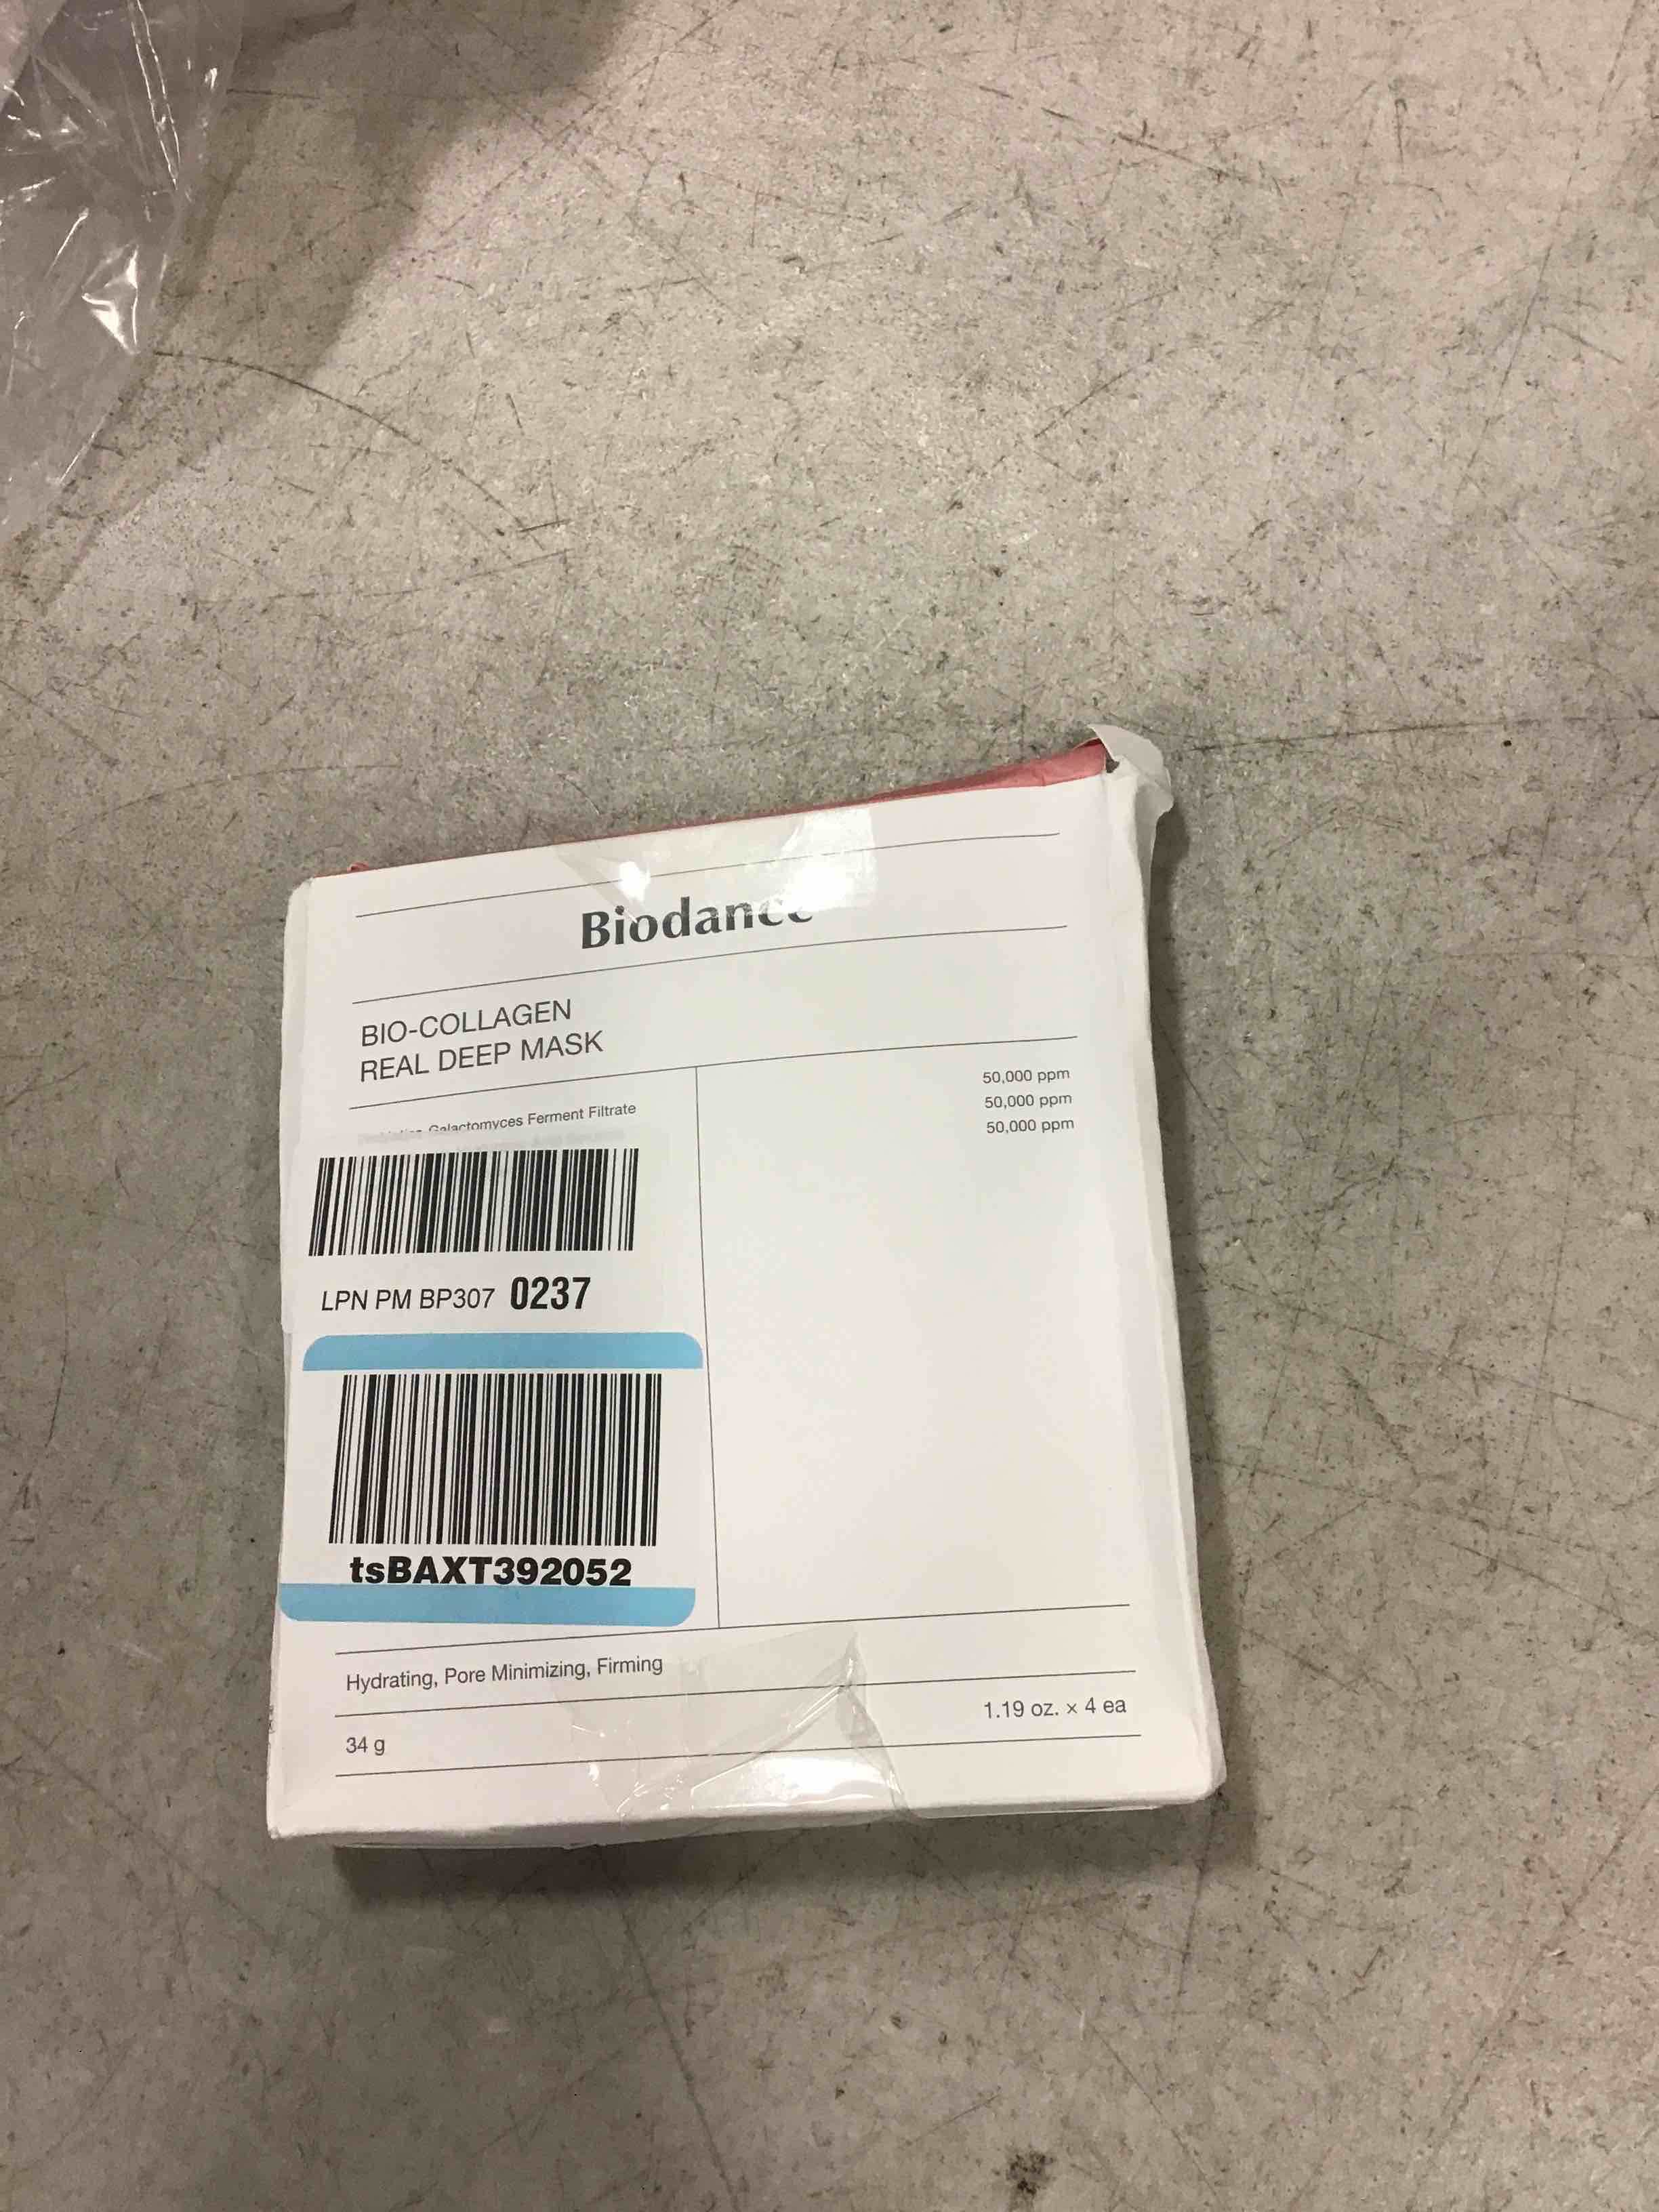 Biodance
BIO-COLLAGEN
REAL DEEP MASK
Galactomyces Ferment Filtrate
50,000 ppm
50,000 ppm
50,000 ppm
LPN PM BP307 0237
tsBAXT392052
Hydrating, Pore Minimizing, Firming
34 g
1.19 oz. × 4 ea